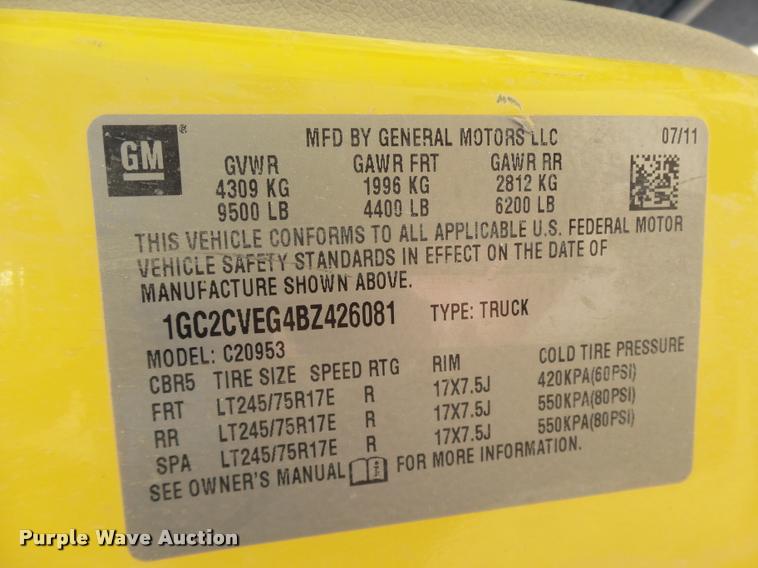 GM
®
MFD BY GENERAL MOTORS LLC 07/11
GVWR GAWR FRT GAWR RR
4309 KG 1996 KG 2812 KG
9500 LB 4400 LB 6200 LB
THIS VEHICLE CONFORMS TO ALL APPLICABLE U.S. FEDERAL MOTOR
VEHICLE SAFETY STANDARDS IN EFFECT ON THE DATE OF
MANUFACTURE SHOWN ABOVE.
1GC2CVEG4BZ426081 TYPE: TRUCK
MODEL: C20953
CBR5 TIRE SIZE SPEED RTG RIM COLD TIRE PRESSURE
FRT LT245/75R17E R 17X7.5J 420KPA(60PSI)
RR LT245/75R17E R 17X7.5J 550KPA(80PSI)
SPA LT245/75R17E R 17X7.5J 550KPA(80PSI)
SEE OWNER'S MANUAL i FOR MORE INFORMATION.
Purple Wave Auction